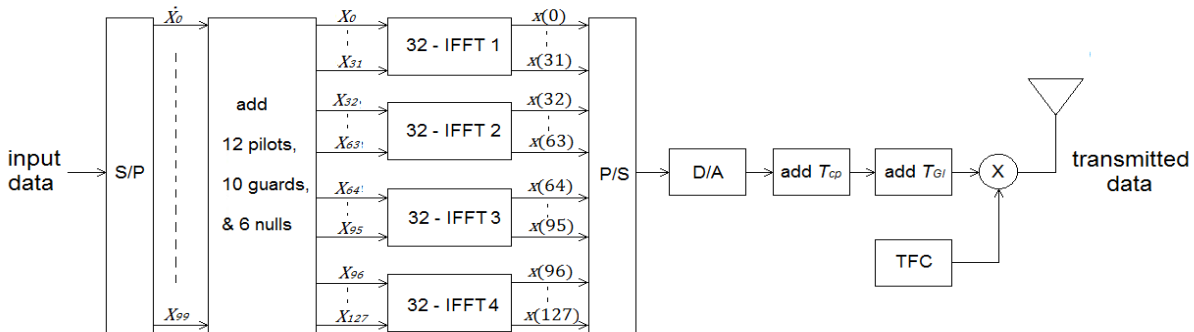 input
data
S/P
Ẋ0
X99
add
12 pilots,
10 guards,
& 6 nulls
X0
X31
X32
X63
X64
X95
X96
X127
32 - IFFT 1
32 - IFFT 2
32 - IFFT 3
32 - IFFT 4
x(0)
x(31)
x(32)
x(63)
x(64)
x(95)
x(96)
x(127)
P/S
D/A
add Tcp
add TGI
X
TFC
transmitted
data